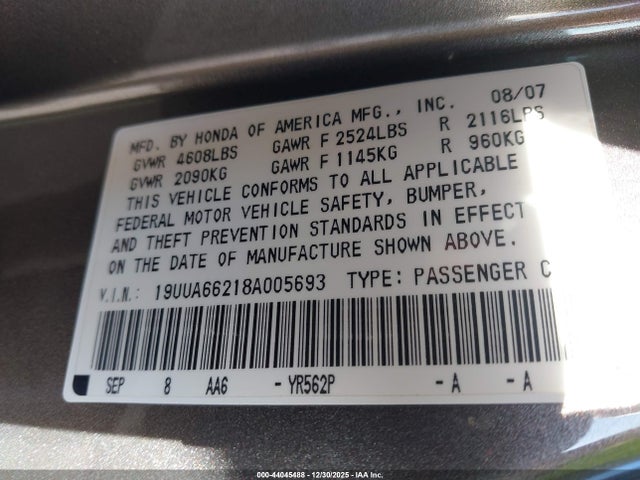 MFD. BY HONDA OF AMERICA MFG., INC. 08/07
GVWR 4608LBS GAWR F 2524LBS R 2116LBS
GVWR 2090KG GAWR F 1145KG R 960KG
THIS VEHICLE CONFORMS TO ALL APPLICABLE
FEDERAL MOTOR VEHICLE SAFETY, BUMPER,
AND THEFT PREVENTION STANDARDS IN EFFECT
ON THE DATE OF MANUFACTURE SHOWN ABOVE.
V.I.N.: 19UUA66218A005693 TYPE: PASSENGER C
SEP 8 AA6 -YR562P -A -A
000-44045488 - 12/30/2025 - IAA Inc.